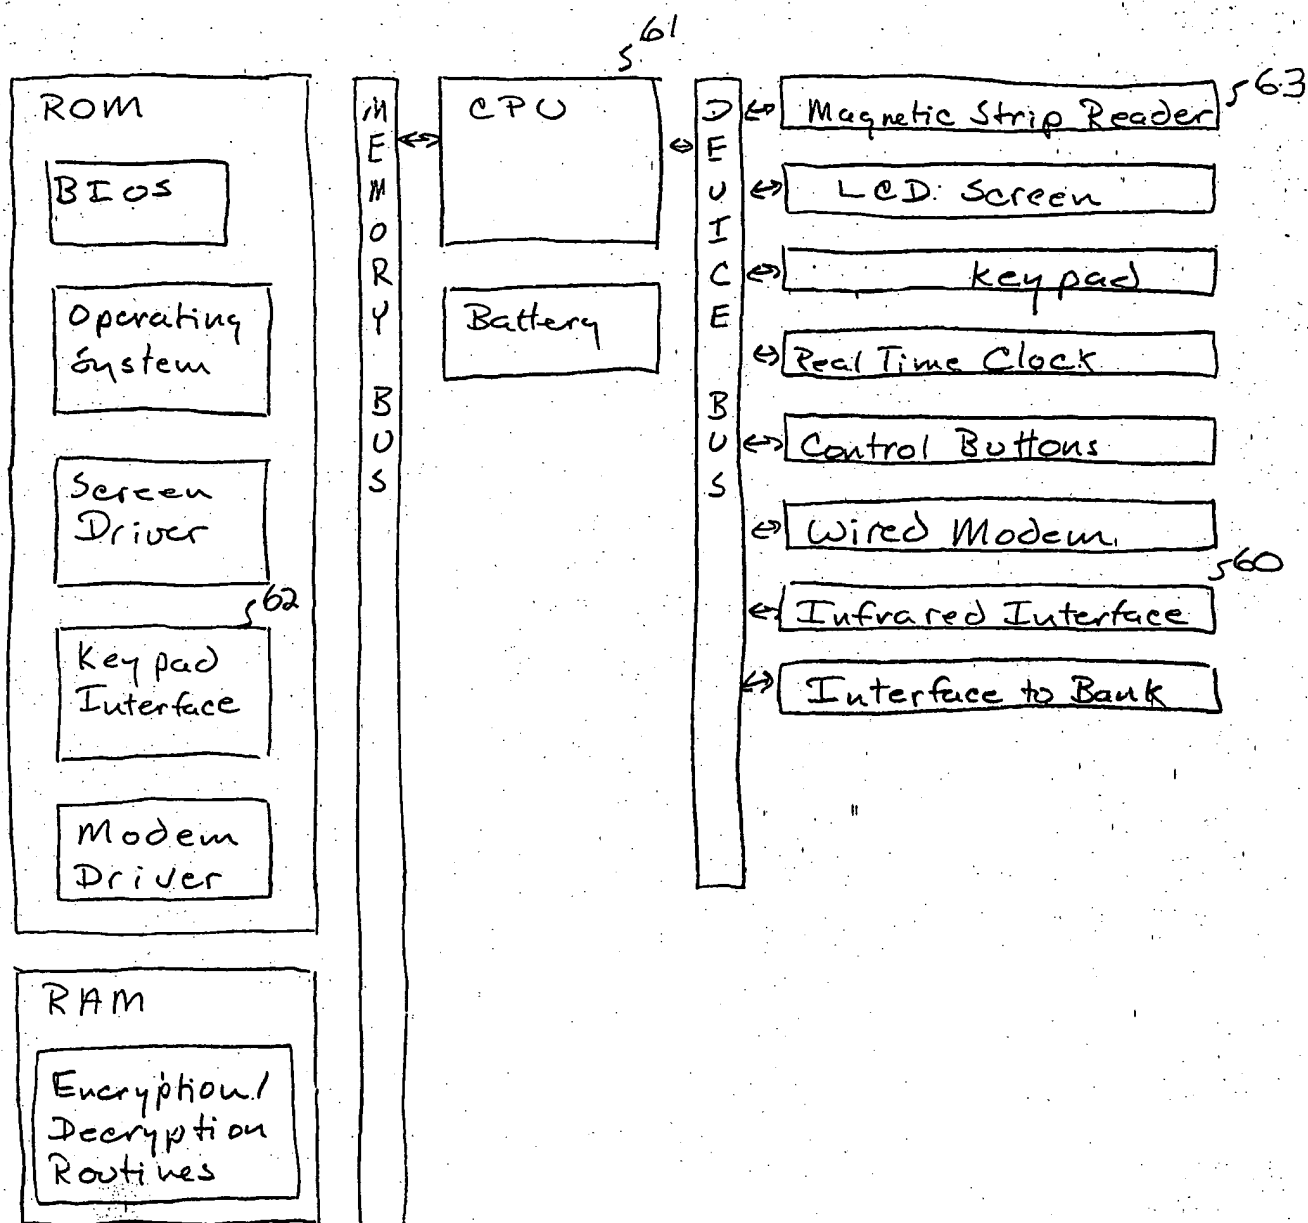 61
ROM
BIOS
Operating
System
Screen
Driver
62
Keypad
Interface
Modem
Driver
RAM
Encryption/
Decryption
Routines
MEMORY BUS
CPU
Battery
DEVICE BUS
63
Magnetic Strip Reader
LCD Screen
Keypad
Real Time Clock
Control Buttons
Wired Modem
60
Infrared Interface
Interface to Bank